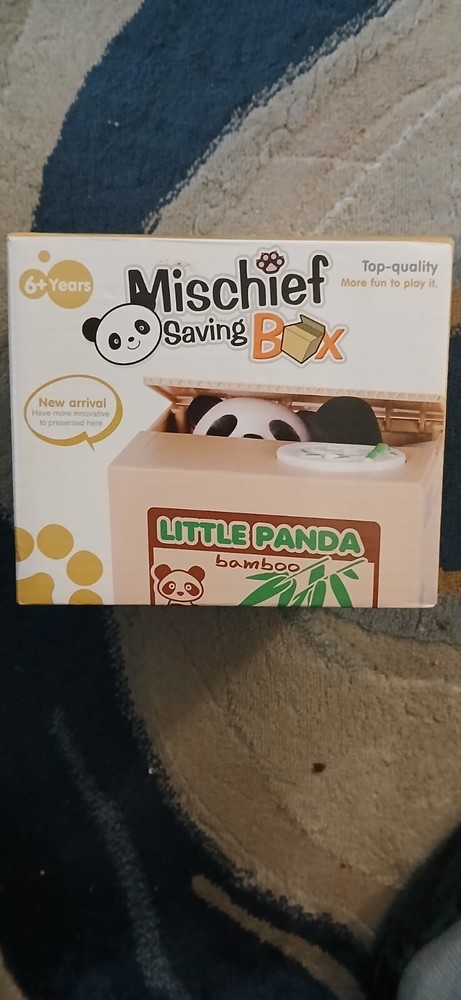 6+ Years
Mischief
Saving Box
Top-quality
More fun to play it.
New arrival
Have more innovative
to presented here
LITTLE PANDA
bamboo